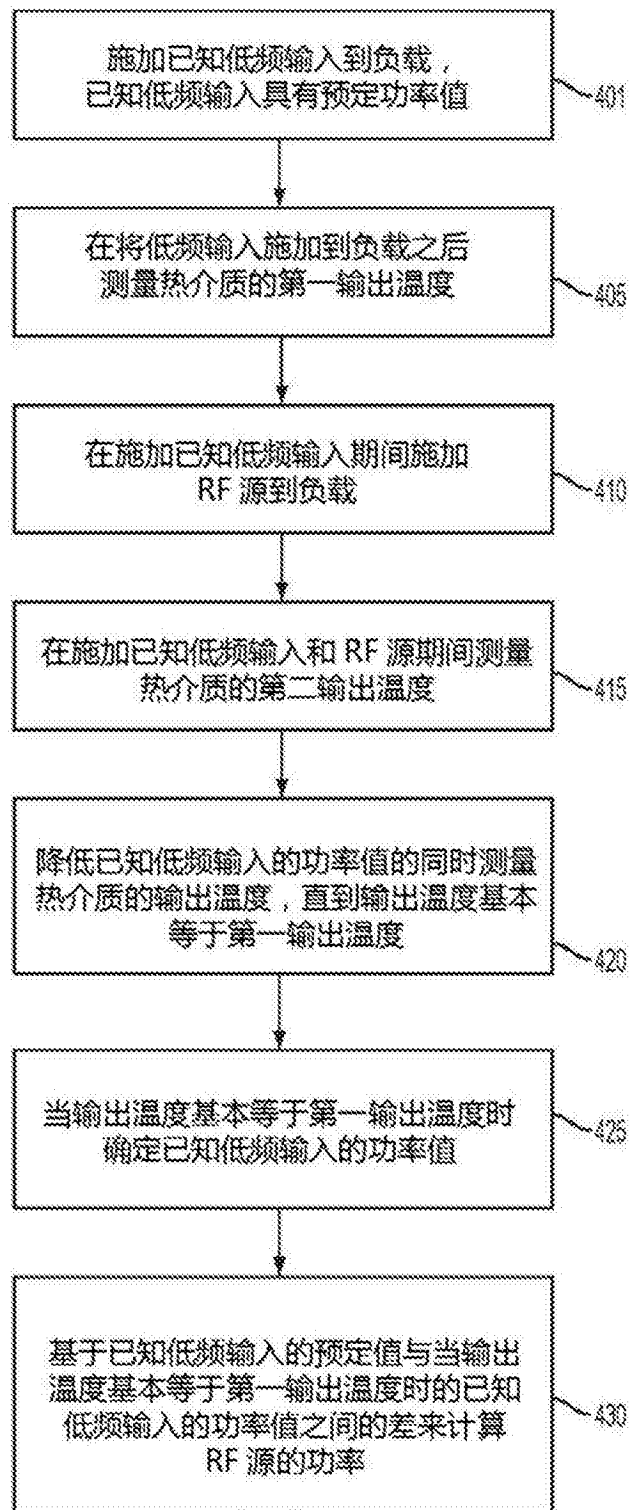 施加已知低频输入到负载，
已知低频输入具有预定功率值
401
在将低频输入施加到负载之后
测量热介质的第一输出温度
405
在施加已知低频输入期间施加
RF 源到负载
410
在施加已知低频输入和 RF 源期间测量
热介质的第二输出温度
415
降低已知低频输入的功率值的同时测量
热介质的输出温度，直到输出温度基本
等于第一输出温度
420
当输出温度基本等于第一输出温度时
确定已知低频输入的功率值
425
基于已知低频输入的预定值与当输出
温度基本等于第一输出温度时的已知
低频输入的功率值之间的差来计算
RF 源的功率
430